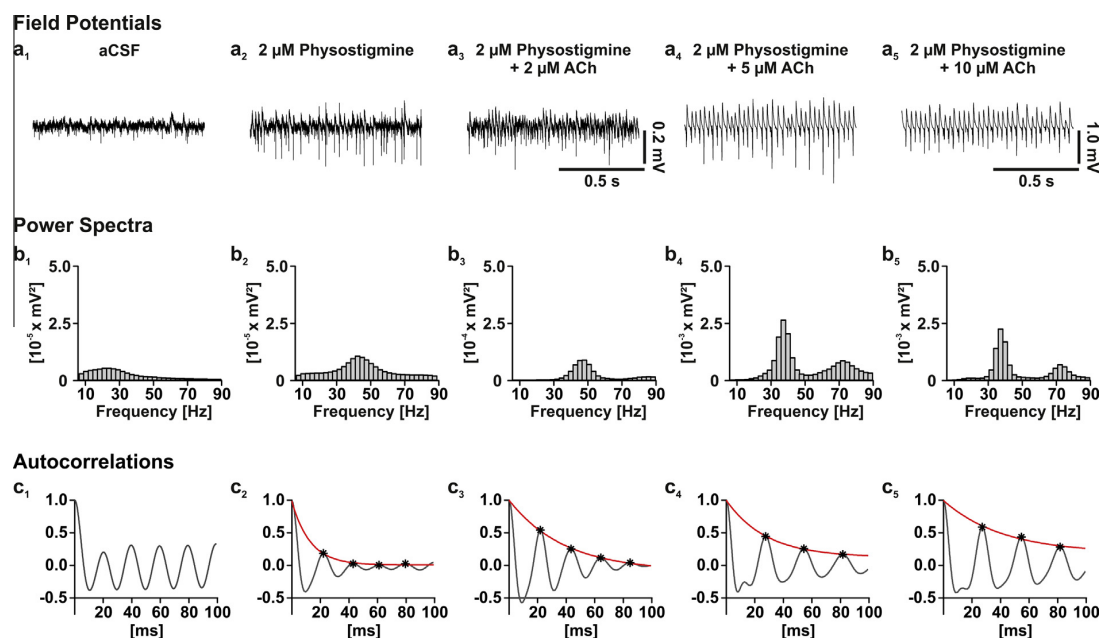 Field Potentials
a1 aCSF
a2 2 µM Physostigmine
a3 2 µM Physostigmine
+ 2 µM ACh
a4 2 µM Physostigmine
+ 5 µM ACh
a5 2 µM Physostigmine
+ 10 µM ACh
0.2 mV
0.5 s
1.0 mV
0.5 s
Power Spectra
b1
5.0
2.5
0
[10⁻⁵ x mV²]
10 30 50 70 90
Frequency [Hz]
b2
5.0
2.5
0
[10⁻⁵ x mV²]
10 30 50 70 90
Frequency [Hz]
b3
5.0
2.5
0
[10⁻⁴ x mV²]
10 30 50 70 90
Frequency [Hz]
b4
5.0
2.5
0
[10⁻³ x mV²]
10 30 50 70 90
Frequency [Hz]
b5
5.0
2.5
0
[10⁻³ x mV²]
10 30 50 70 90
Frequency [Hz]
Autocorrelations
c1
1.0
0.5
0.0
-0.5
0 20 40 60 80 100
[ms]
c2
1.0
0.5
0.0
-0.5
0 20 40 60 80 100
[ms]
c3
1.0
0.5
0.0
-0.5
0 20 40 60 80 100
[ms]
c4
1.0
0.5
0.0
-0.5
0 20 40 60 80 100
[ms]
c5
1.0
0.5
0.0
-0.5
0 20 40 60 80 100
[ms]